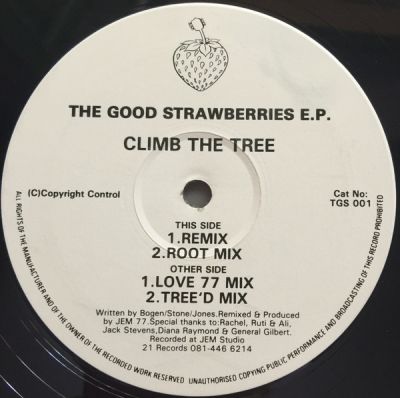 THE GOOD STRAWBERRIES E.P.
CLIMB THE TREE
(C)Copyright Control
Cat No:
TGS 001
THIS SIDE
1.REMIX
2.ROOT MIX
OTHER SIDE
1.LOVE 77 MIX
2.TREE'D MIX
Written by Bogen/Stone/Jones.Remixed & Produced
by JEM 77.Special thanks to:Rachel, Ruti & Ali,
Jack Stevens,Diana Raymond & General Gilbert.
Recorded at JEM Studio
21 Records 081-446 6214
ALL RIGHTS OF THE MANUFACTURER AND OF THE OWNER OF THE RECORDED WORK RESERVED UNAUTHORISED COPYING PUBLIC PERFORMANCE AND BROADCASTING OF THIS RECORD PROHIBITED